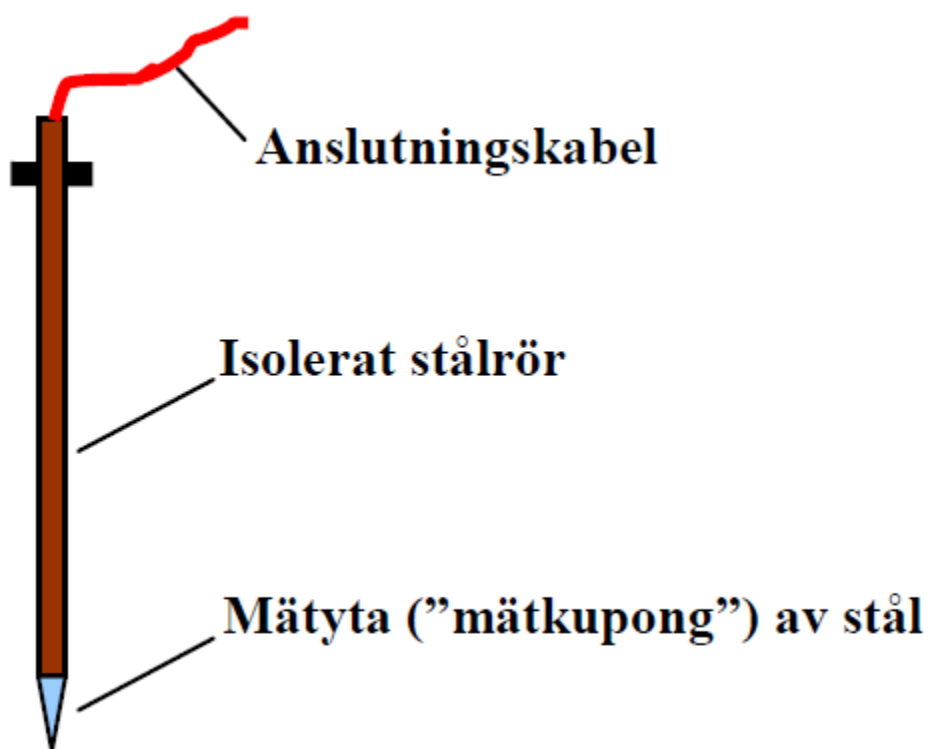 Anslutningskabel
Isolerat stålrör
Mätyta (”mätkupong”) av stål